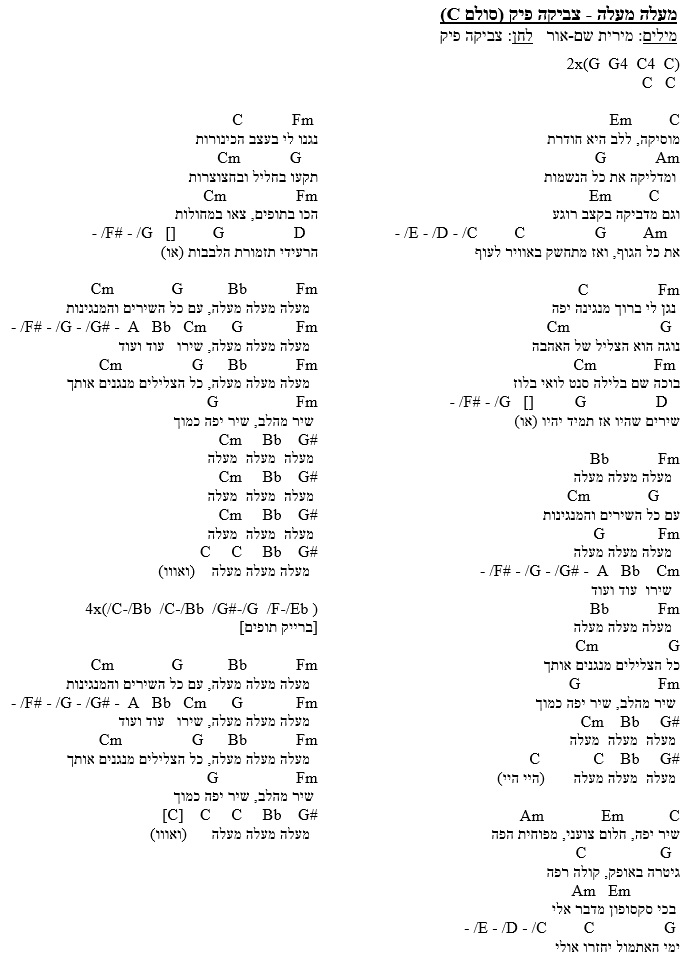 מעלה מעלה - צביקה פיק (סולם C)
מילים: מירית שם-אור   לחן: צביקה פיק
2x(G  G4  C4  C)
C   C
Em   C
מוסיקה, ללב היא חודרת
G   Am
ומדליקה את כל הנשמות
Em   C
וגם מדביקה בקצב רוגע
- /E - /D - /C   C   G   Am
את כל הגוף, ואז מתחשק באוויר לעוף
C   Fm
נגן לי ברוך מנגינה יפה
Cm   G
נוגה הוא הצליל של האהבה
Cm   Fm
בוכה שם בלילה סנט לואי בלוז
- /F# - /G   []   G   D
שירים שהיו אז תמיד יהיו (או)
Bb   Fm
מעלה מעלה מעלה
Cm   G
עם כל השירים והמנגינות
G   Fm
מעלה מעלה מעלה
- /F# - /G - /G# - A   Bb   Cm
שירו   עוד ועוד
Bb   Fm
מעלה מעלה מעלה
Cm   G
כל הצלילים מנגנים אותך
G   Fm
שיר מהלב, שיר יפה כמוך
Cm   Bb   G#
מעלה  מעלה  מעלה
C   C   Bb   G#
מעלה  מעלה מעלה   (היי היי)
Am   Em   C
שיר יפה, חלום צועני, מפוחית הפה
C   G
גיטרה באופק, קולה רפה
Am   Em
בכי סקסופון מדבר אלי
- /E - /D - /C   C   G
ימי האתמול יחזרו אולי
C   Fm
נגנו לי בעצב הכינורות
Cm   G
תקעו בחליל ובחצוצרות
Cm   Fm
הכו בתופים, צאו במחולות
- /F# - /G   []   G   D
הרעידי תזמורת הלבבות (או)
Cm   G   Bb   Fm
מעלה מעלה מעלה, עם כל השירים והמנגינות
- /F# - /G - /G# - A   Bb   Cm   G   Fm
מעלה מעלה מעלה, שירו   עוד ועוד
Cm   G   Bb   Fm
מעלה מעלה מעלה, כל הצלילים מנגנים אותך
G   Fm
שיר מהלב, שיר יפה כמוך
Cm   Bb   G#
מעלה  מעלה  מעלה
Cm   Bb   G#
מעלה  מעלה  מעלה
Cm   Bb   G#
מעלה  מעלה  מעלה
C   C   Bb   G#
מעלה מעלה מעלה   (ואווו)
4x(/C-/Bb  /C-/Bb  /G#-/G  /F-/Eb )
[ברייק תופים]
Cm   G   Bb   Fm
מעלה מעלה מעלה, עם כל השירים והמנגינות
- /F# - /G - /G# - A   Bb   Cm   G   Fm
מעלה מעלה מעלה, שירו   עוד ועוד
Cm   G   Bb   Fm
מעלה מעלה מעלה, כל הצלילים מנגנים אותך
G   Fm
שיר מהלב, שיר יפה כמוך
[C]   C   C   Bb   G#
מעלה מעלה מעלה   (ואווו)